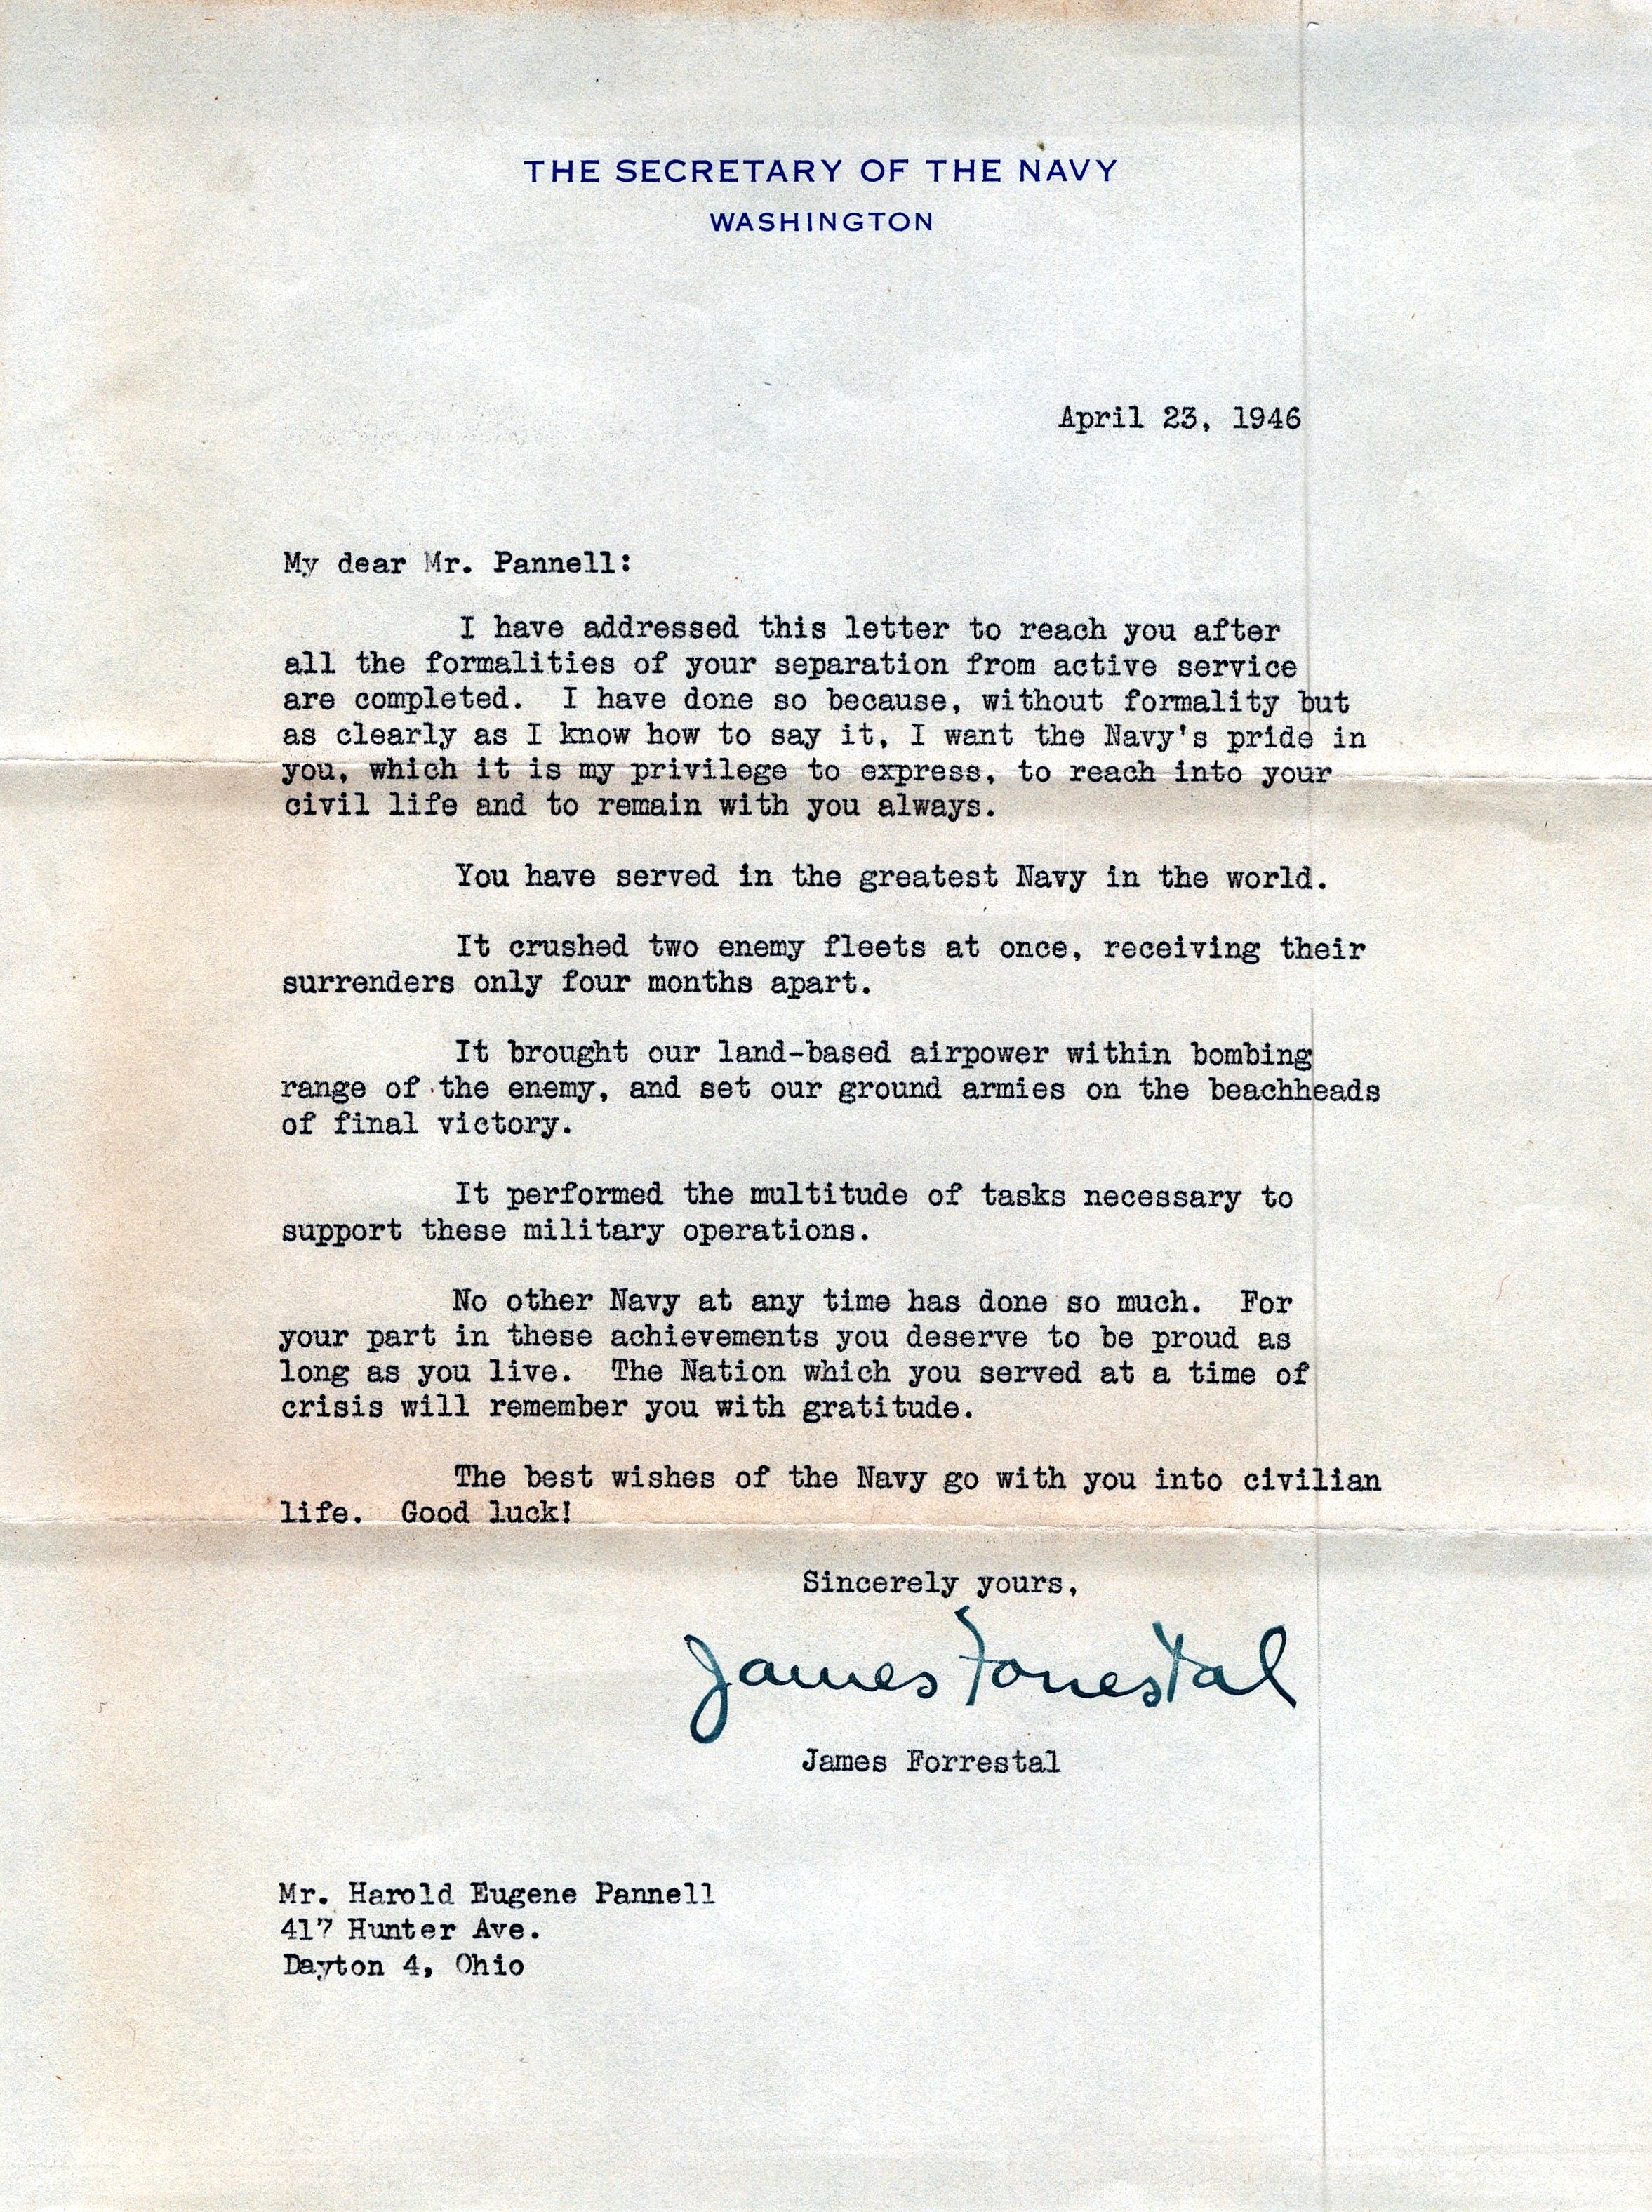 THE SECRETARY OF THE NAVY
WASHINGTON
April 23, 1946
My dear Mr. Pannell:
I have addressed this letter to reach you after
all the formalities of your separation from active service
are completed. I have done so because, without formality but
as clearly as I know how to say it, I want the Navy's pride in
you, which it is my privilege to express, to reach into your
civil life and to remain with you always.
You have served in the greatest Navy in the world.
It crushed two enemy fleets at once, receiving their
surrenders only four months apart.
It brought our land-based airpower within bombing
range of the enemy, and set our ground armies on the beachheads
of final victory.
It performed the multitude of tasks necessary to
support these military operations.
No other Navy at any time has done so much. For
your part in these achievements you deserve to be proud as
long as you live. The Nation which you served at a time of
crisis will remember you with gratitude.
The best wishes of the Navy go with you into civilian
life. Good luck!
Sincerely yours,
James Forrestal
James Forrestal
Mr. Harold Eugene Pannell
417 Hunter Ave.
Dayton 4, Ohio